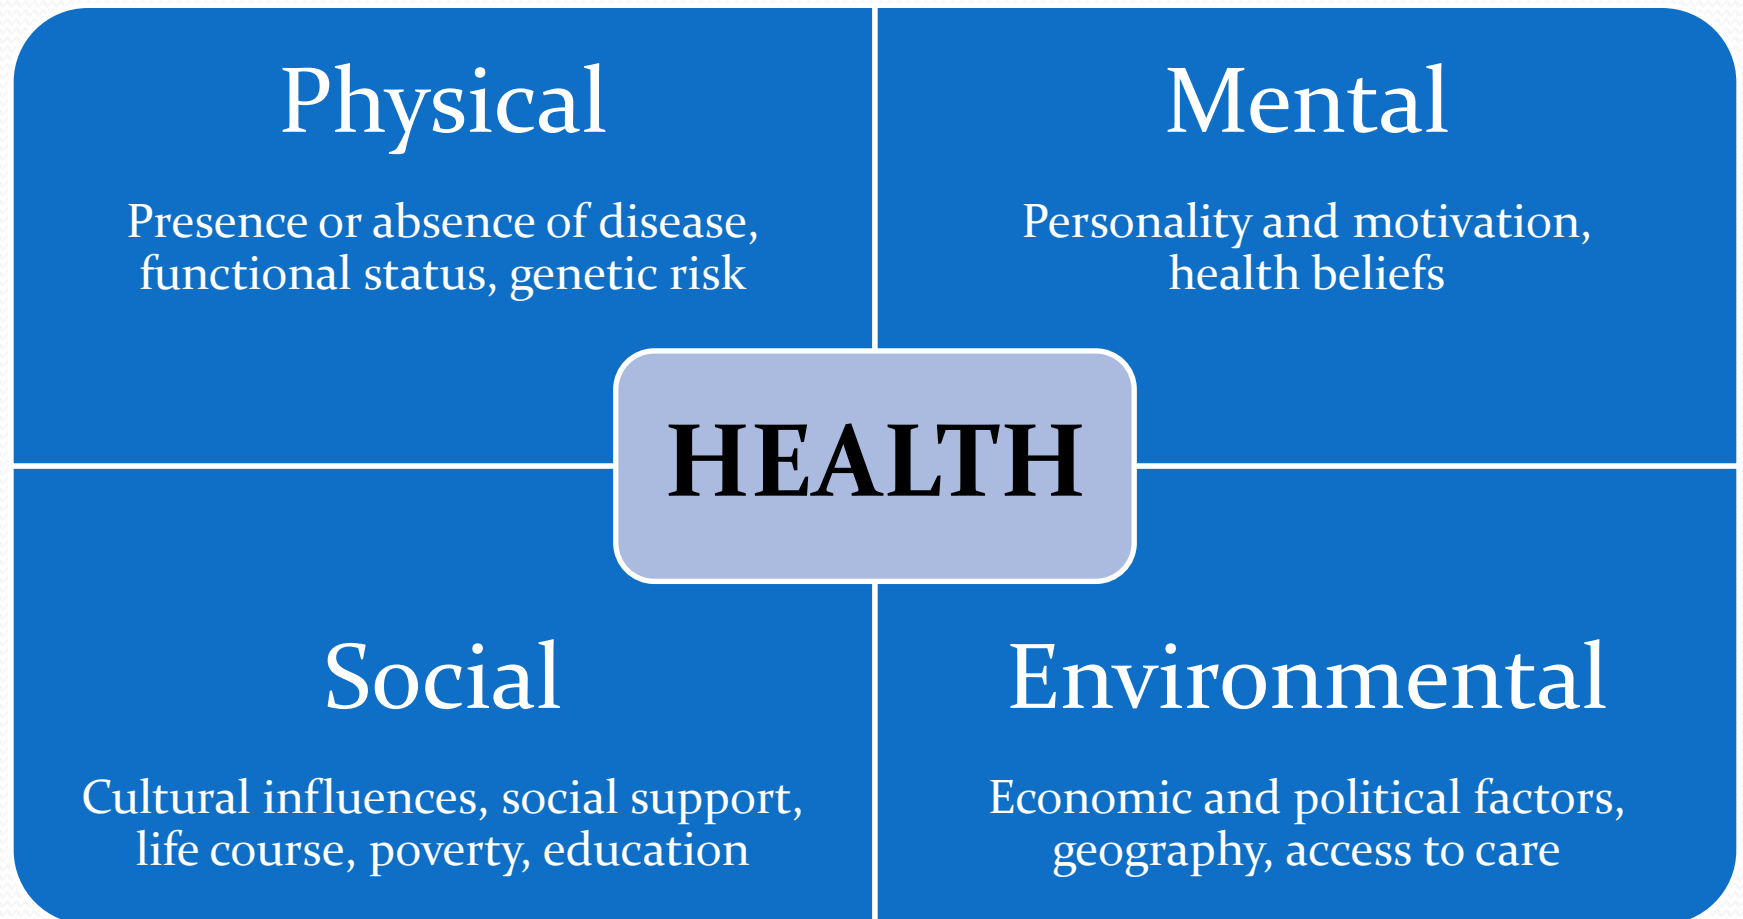 Physical
Presence or absence of disease,
functional status, genetic risk
Mental
Personality and motivation,
health beliefs
HEALTH
Social
Cultural influences, social support,
life course, poverty, education
Environmental
Economic and political factors,
geography, access to care